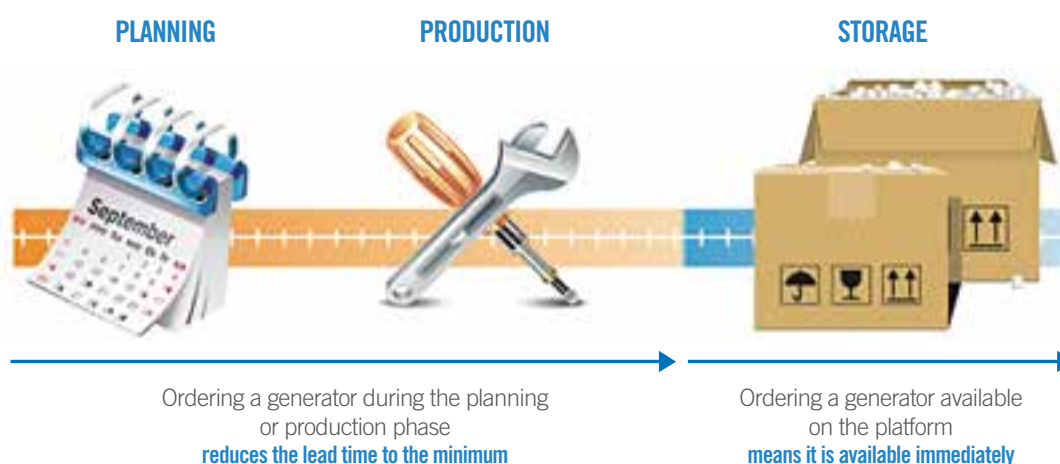 PLANNING
PRODUCTION
STORAGE
September
Ordering a generator during the planning
or production phase
reduces the lead time to the minimum
Ordering a generator available
on the platform
means it is available immediately